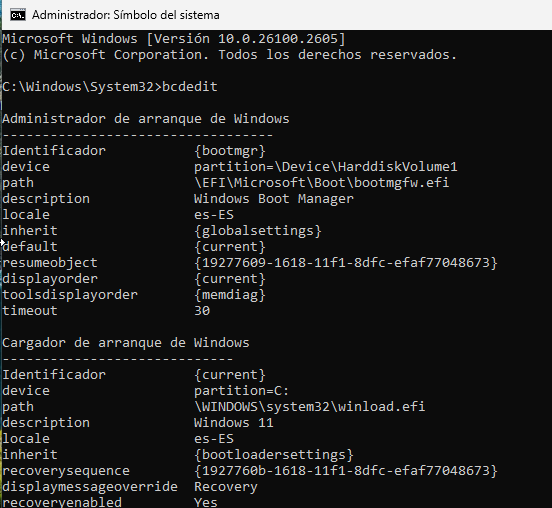 Administrador: Símbolo del sistema
Microsoft Windows [Versión 10.0.26100.2605]
(c) Microsoft Corporation. Todos los derechos reservados.
C:\Windows\System32>bcdedit
Administrador de arranque de Windows
----------------------------------
Identificador {bootmgr}
device partition=\Device\HarddiskVolume1
path \EFI\Microsoft\Boot\bootmgfw.efi
description Windows Boot Manager
locale es-ES
inherit {globalsettings}
default {current}
resumeobject {19277609-1618-11f1-8dfc-efaf77048673}
displayorder {current}
toolsdisplayorder {memdiag}
timeout 30
Cargador de arranque de Windows
-----------------------------
Identificador {current}
device partition=C:
path \WINDOWS\system32\winload.efi
description Windows 11
locale es-ES
inherit {bootloadersettings}
recoverysequence {1927760b-1618-11f1-8dfc-efaf77048673}
displaymessageoverride Recovery
recoveryenabled Yes